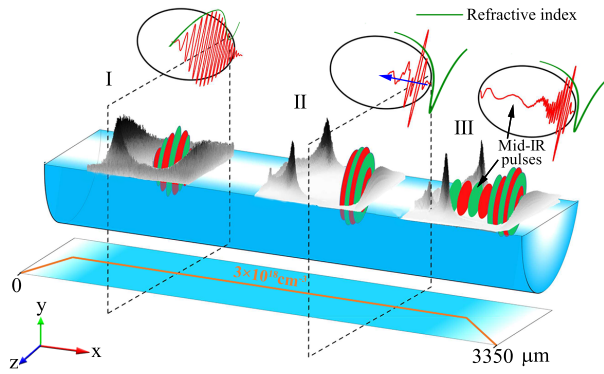 Refractive index
I
II
III
Mid-IR
pulses
3×10¹⁸cm⁻³
0
3350 μm
y
z
x